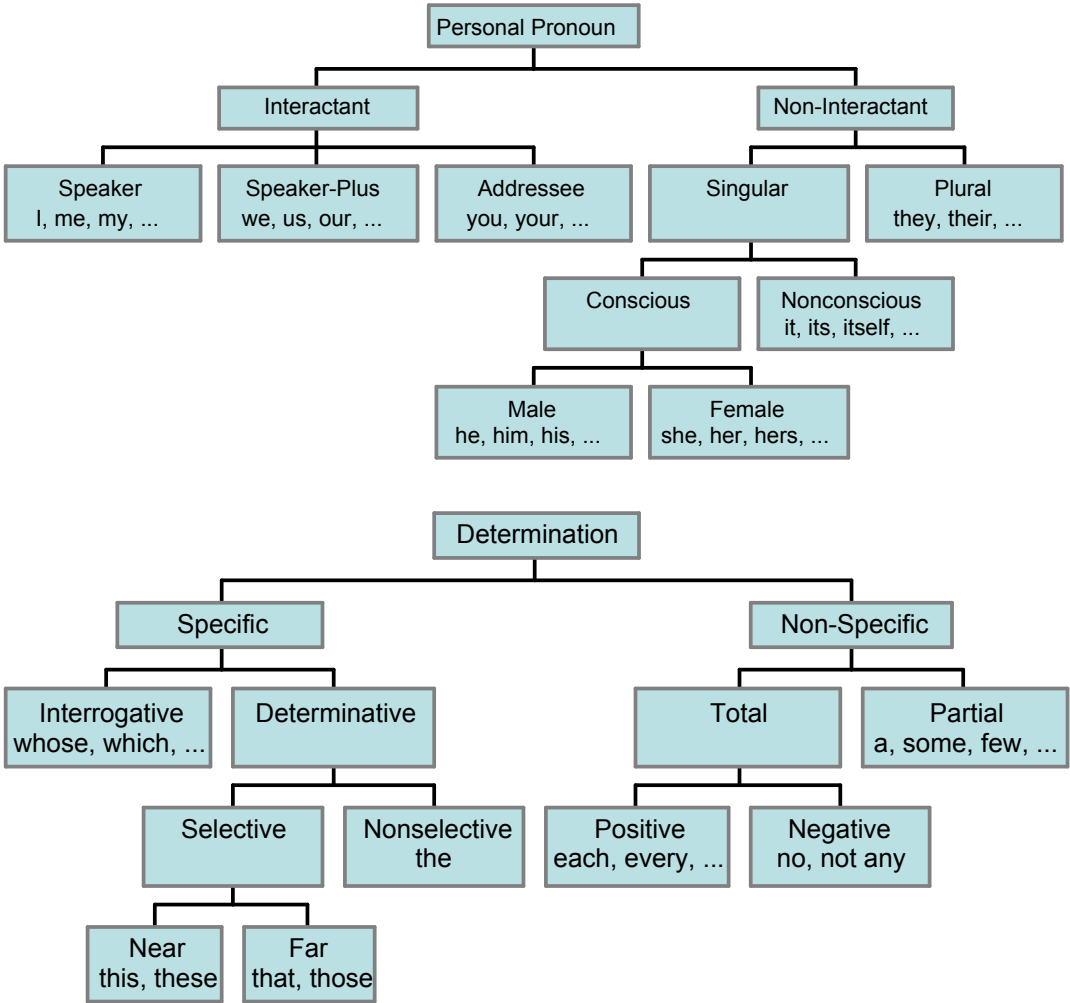 Personal Pronoun
Interactant
Non-Interactant
Speaker
I, me, my, ...
Speaker-Plus
we, us, our, ...
Addressee
you, your, ...
Singular
Plural
they, their, ...
Conscious
Nonconscious
it, its, itself, ...
Male
he, him, his, ...
Female
she, her, hers, ...
Determination
Specific
Non-Specific
Interrogative
whose, which, ...
Determinative
Total
Partial
a, some, few, ...
Selective
Nonselective
the
Positive
each, every, ...
Negative
no, not any
Near
this, these
Far
that, those